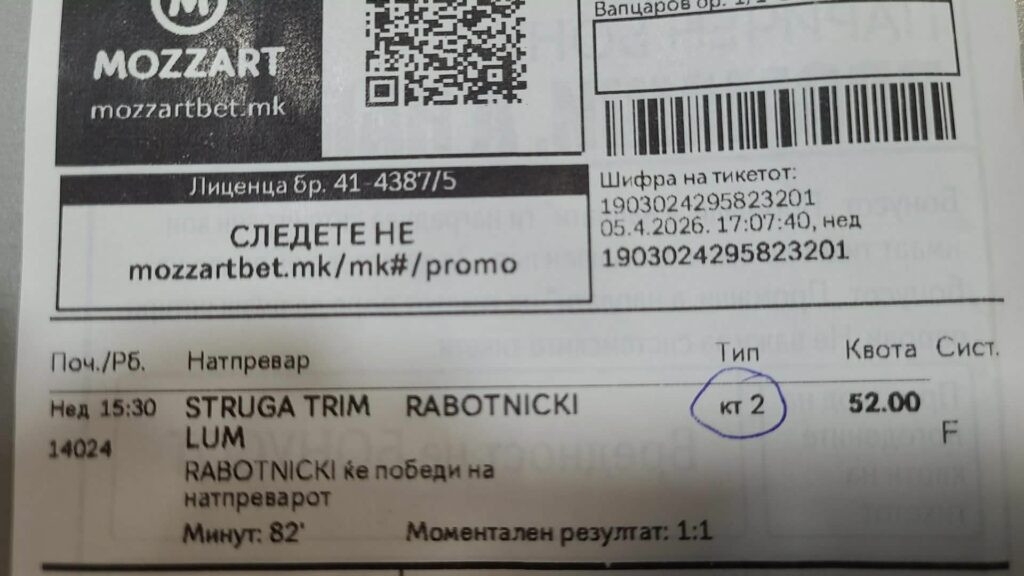 MOZZART
mozzartbet.mk
Вапцаров бр.
Лиценца бр. 41-4387/5
СЛЕДЕТЕ НЕ
mozzartbet.mk/mk#/promo
Шифра на тикетот:
1903024295823201
05.4.2026. 17:07:40, нед
1903024295823201
Поч./Рб. Натпревар Тип Квота Сист.
Нед 15:30 STRUGA TRIM RABOTNICKI кт 2 52.00
14024 LUM F
RABOTNICKI ќе победи на
натпреварот
Минут: 82' Моментален резултат: 1:1